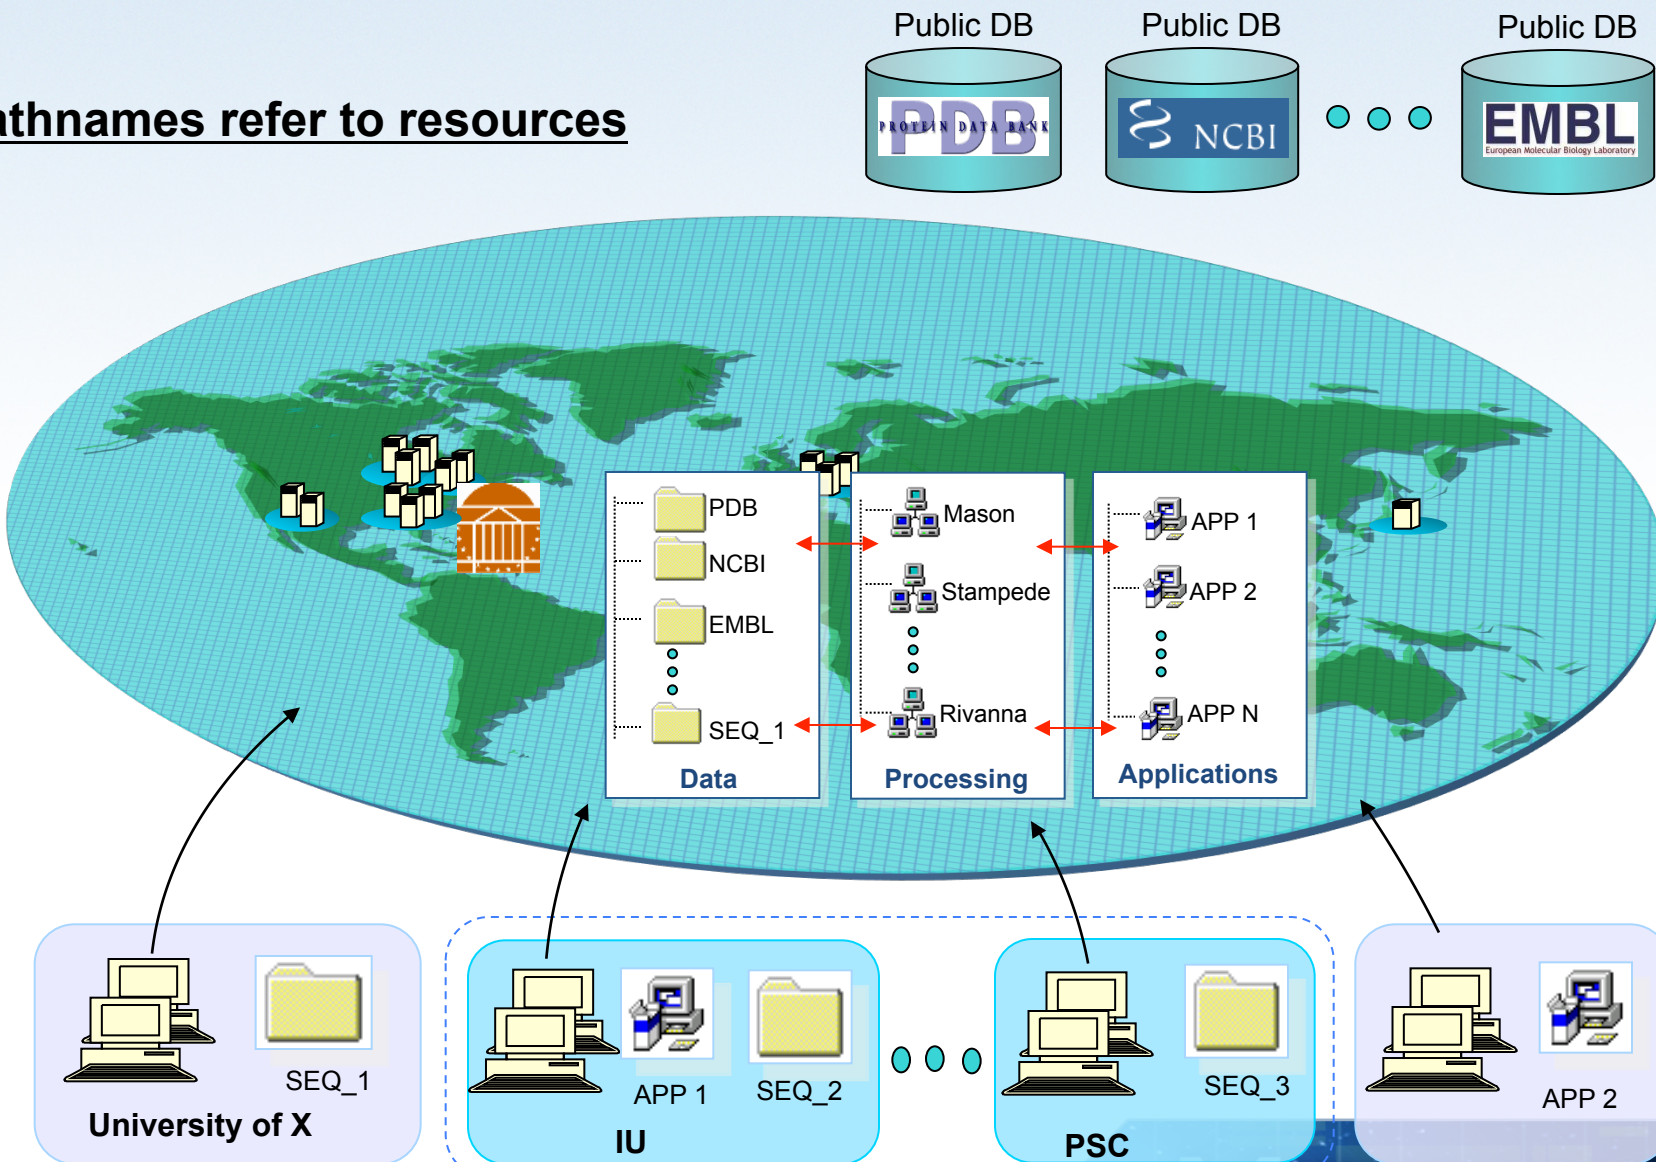 Public DB
Public DB
Public DB
athnames refer to resources
PDB
PROTEIN DATA BANK
NCBI
EMBL
European Molecular Biology Laboratory
PDB
NCBI
EMBL
SEQ_1
Data
Mason
Stampede
Rivanna
Processing
APP 1
APP 2
APP N
Applications
SEQ_1
University of X
APP 1
SEQ_2
IU
SEQ_3
PSC
APP 2